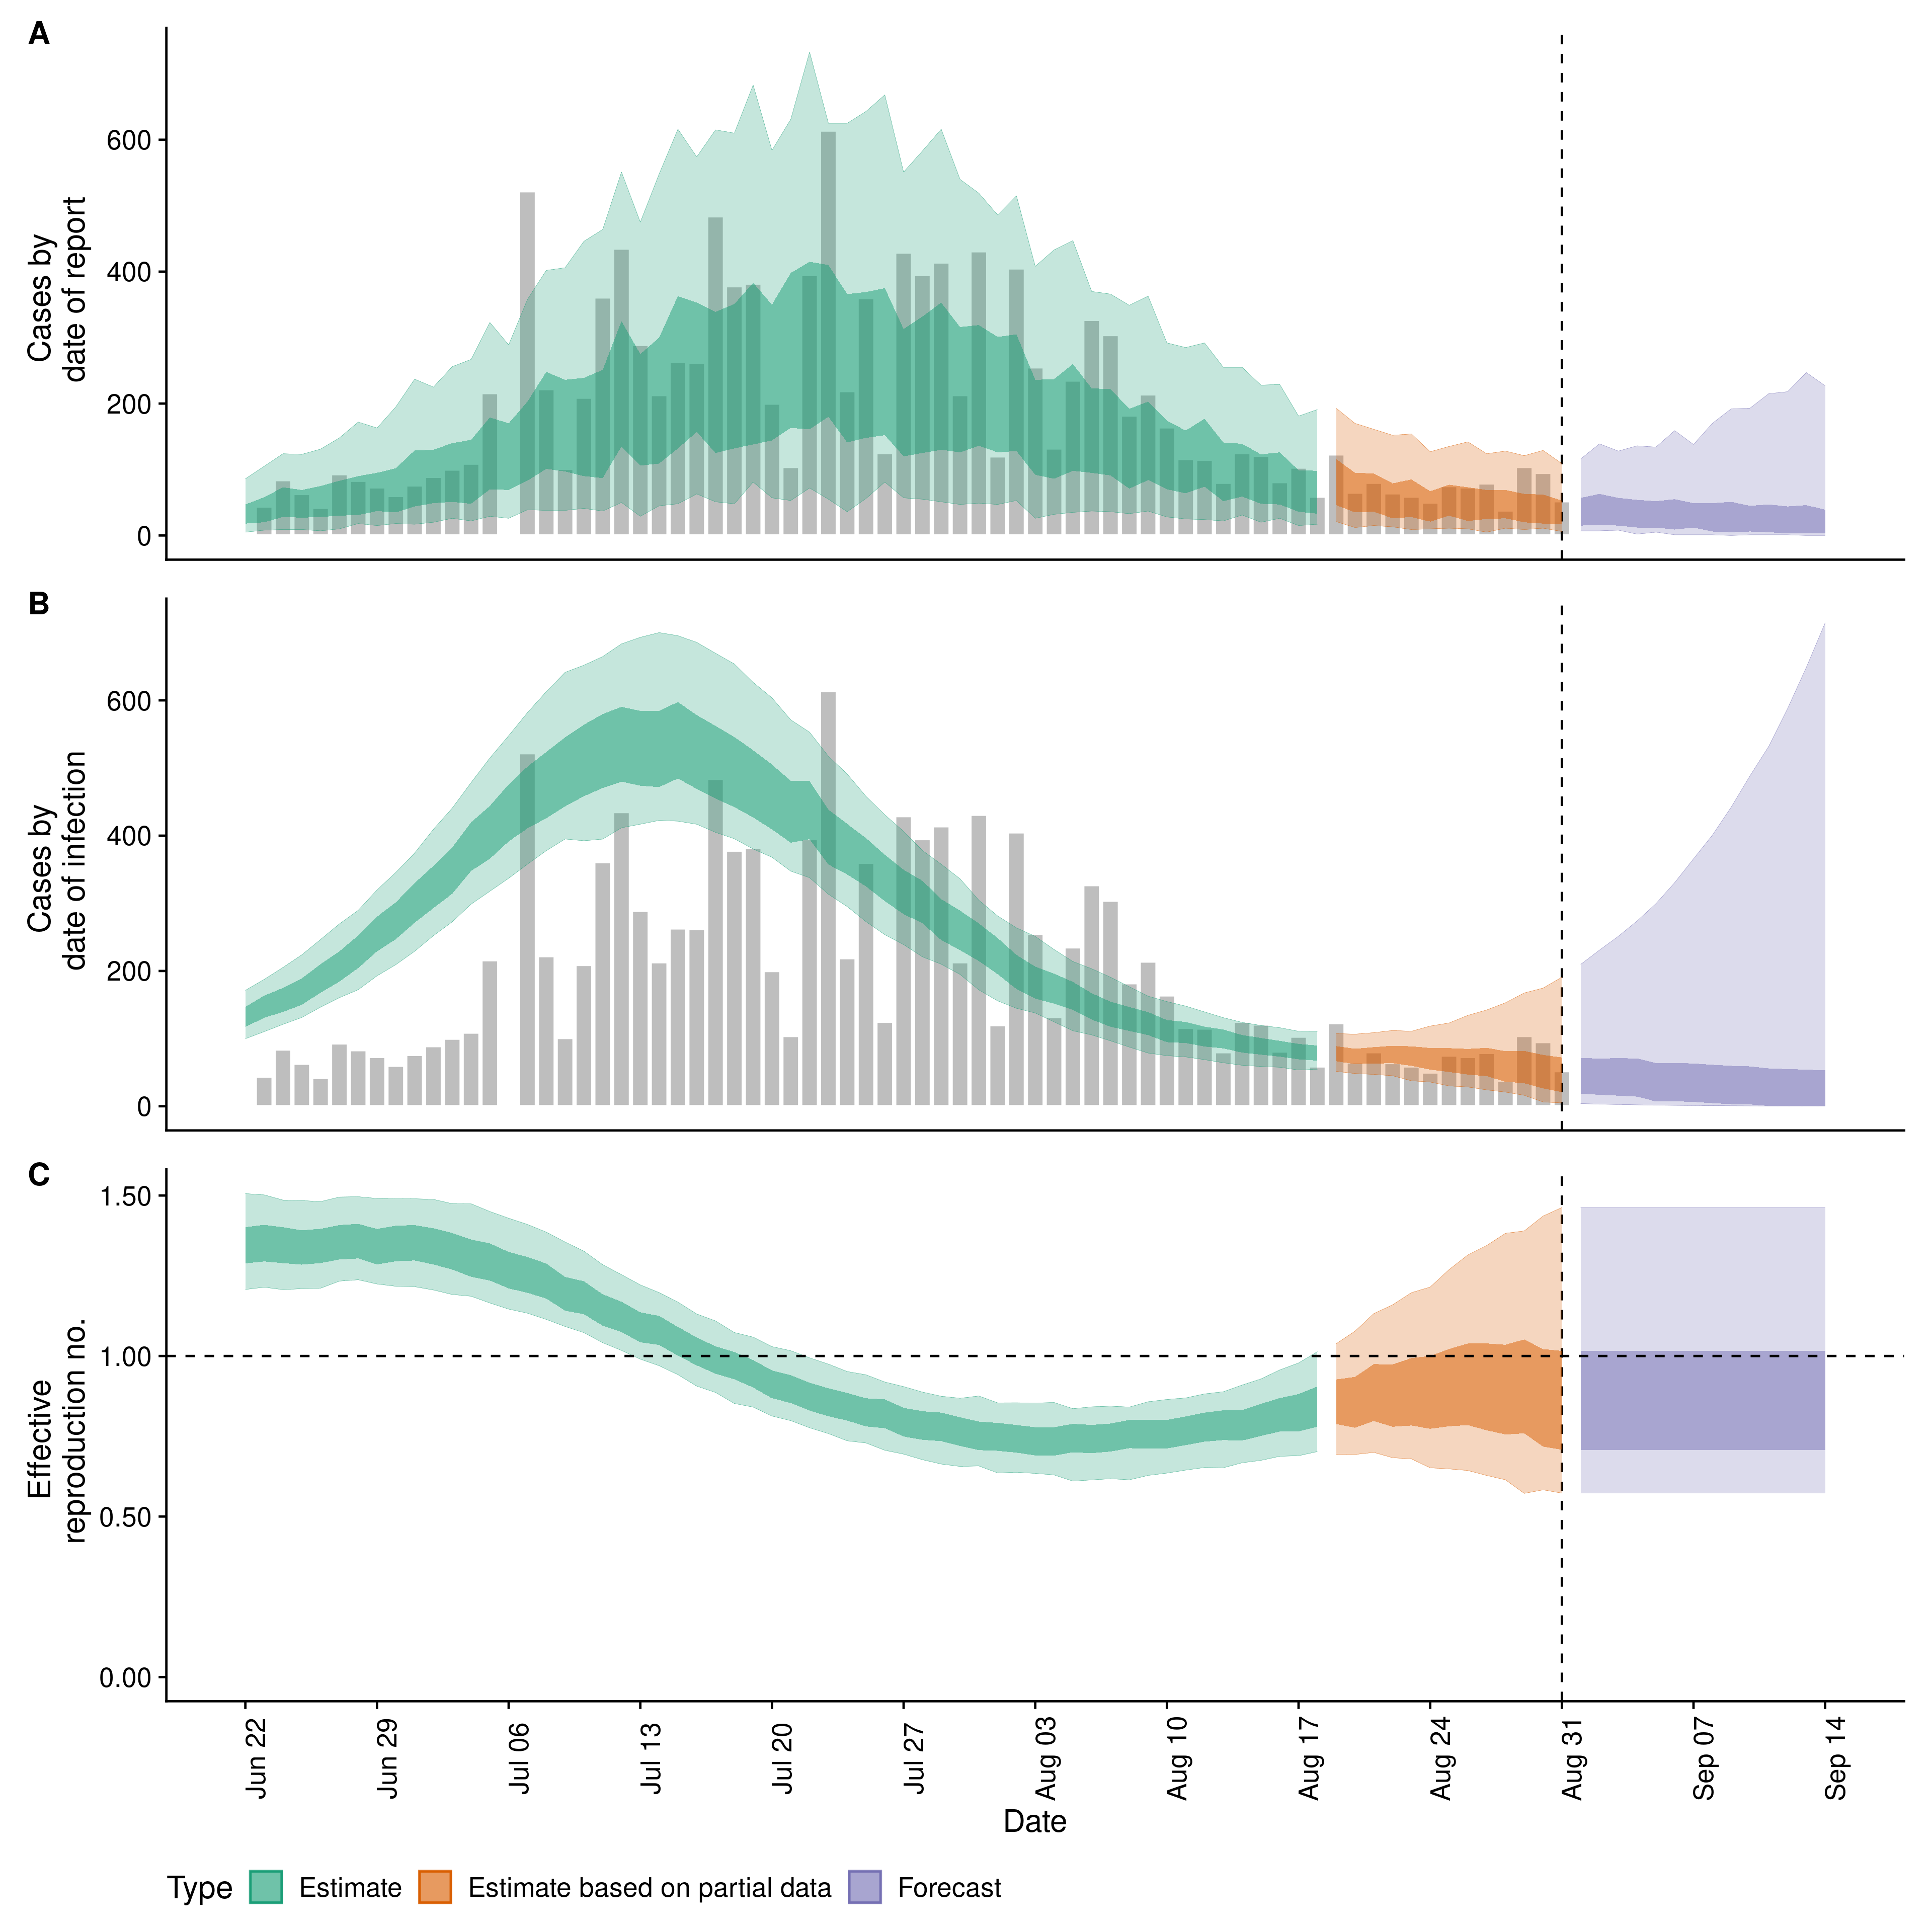 A
Cases by
date of report
600
400
200
0
B
Cases by
date of infection
600
400
200
0
C
Effective
reproduction no.
1.50
1.00
0.50
0.00
Jun 22
Jun 29
Jul 06
Jul 13
Jul 20
Jul 27
Aug 03
Aug 10
Aug 17
Aug 24
Aug 31
Sep 07
Sep 14
Date
Type Estimate Estimate based on partial data Forecast